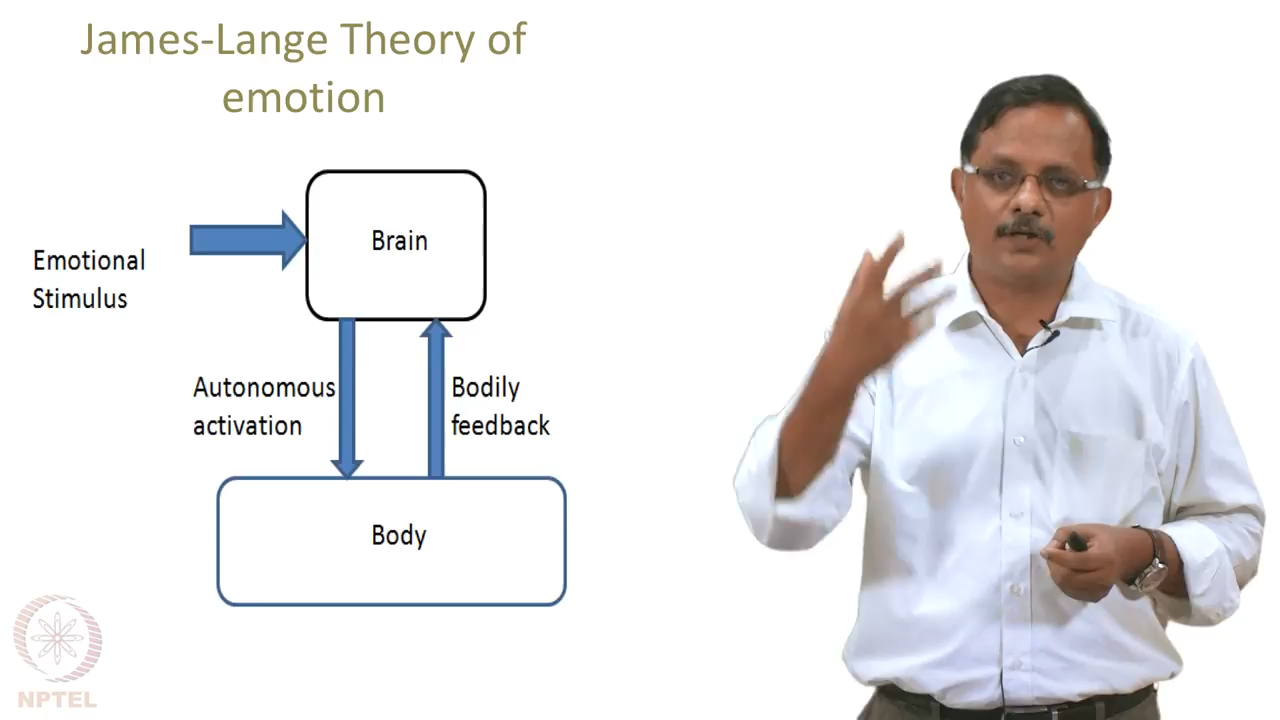 James-Lange Theory of
emotion
Emotional
Stimulus
Brain
Autonomous
activation
Bodily
feedback
Body
NPTEL